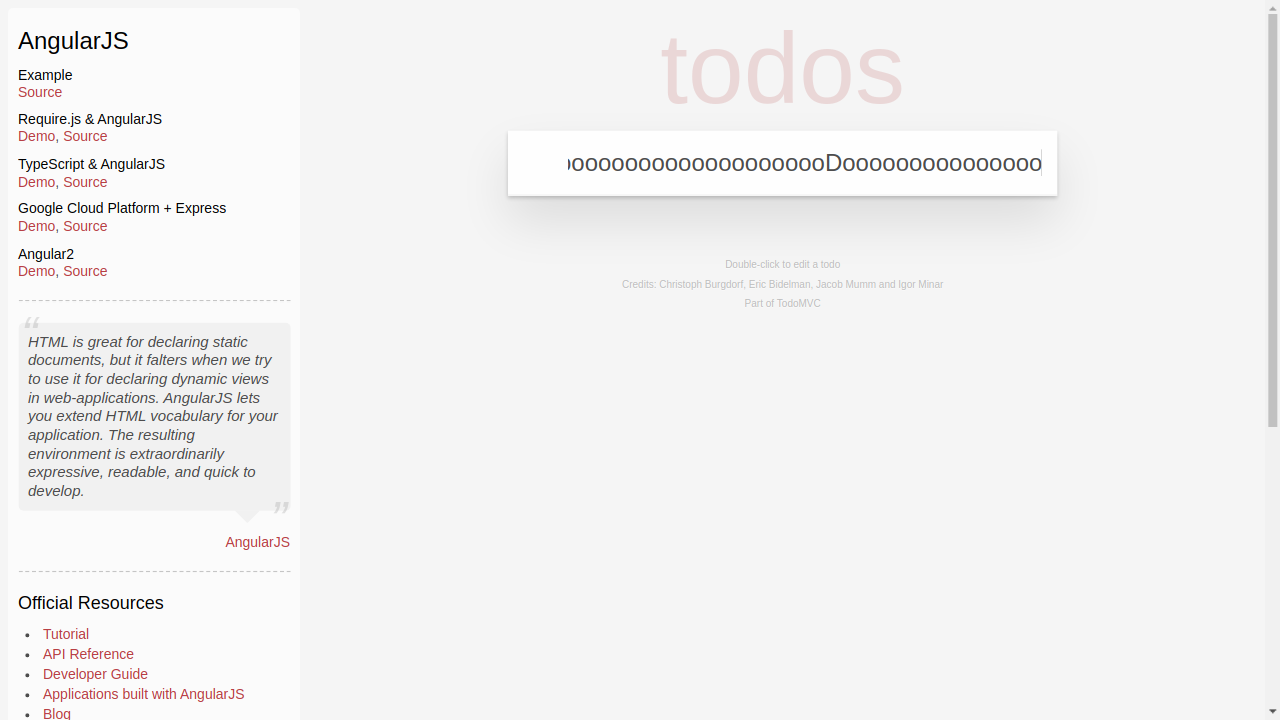 AngularJS
Example
Source
Require.js & AngularJS
Demo, Source
TypeScript & AngularJS
Demo, Source
Google Cloud Platform + Express
Demo, Source
Angular2
Demo, Source
"
HTML is great for declaring static
documents, but it falters when we try
to use it for declaring dynamic views
in web-applications. AngularJS lets
you extend HTML vocabulary for your
application. The resulting
environment is extraordinarily
expressive, readable, and quick to
develop.
"
AngularJS
Official Resources
• Tutorial
• API Reference
• Developer Guide
• Applications built with AngularJS
• Blog
todos
Double-click to edit a todo
Credits: Christoph Burgdorf, Eric Bidelman, Jacob Mumm and Igor Minar
Part of TodoMVC